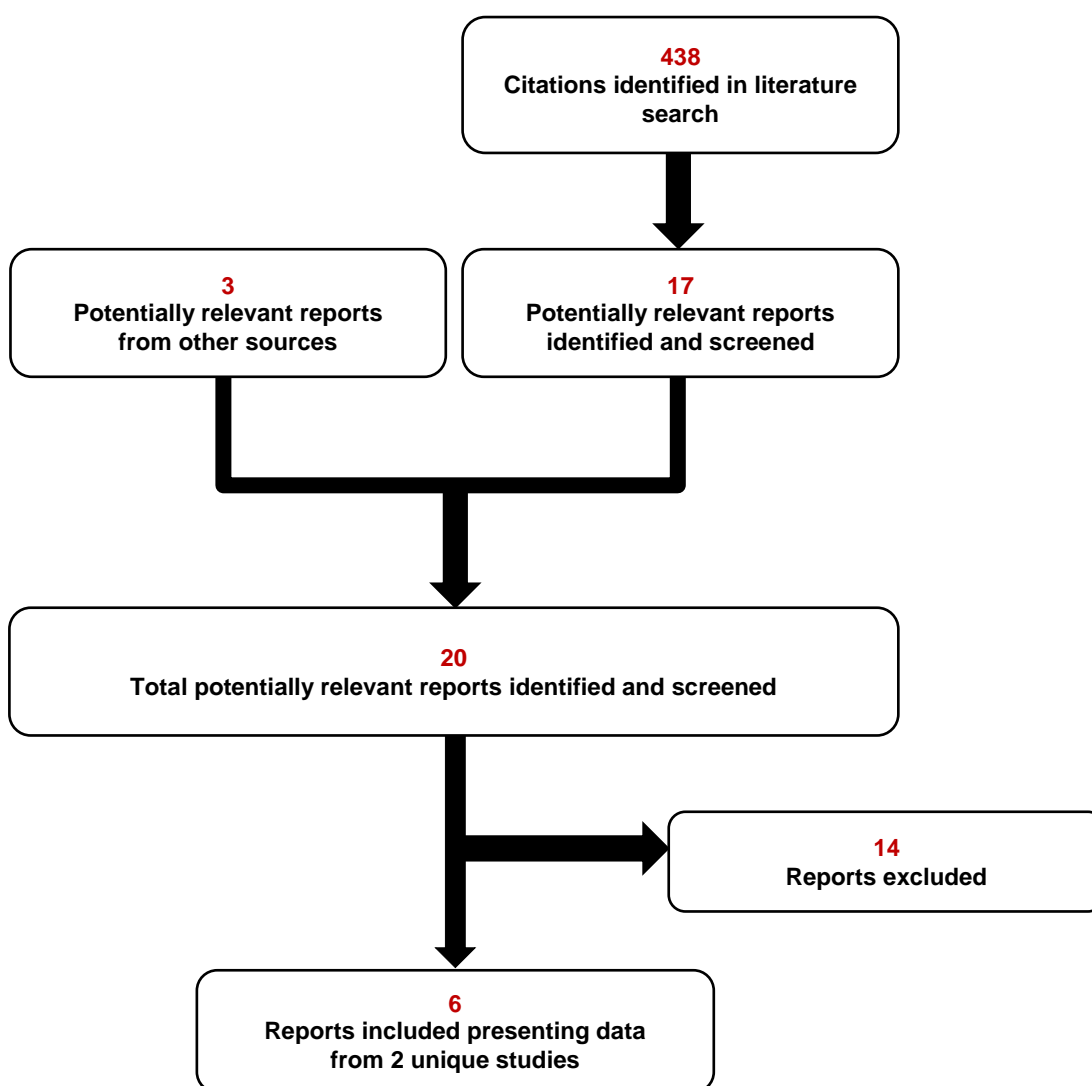 438
Citations identified in literature
search
3
Potentially relevant reports
from other sources
17
Potentially relevant reports
identified and screened
20
Total potentially relevant reports identified and screened
14
Reports excluded
6
Reports included presenting data
from 2 unique studies